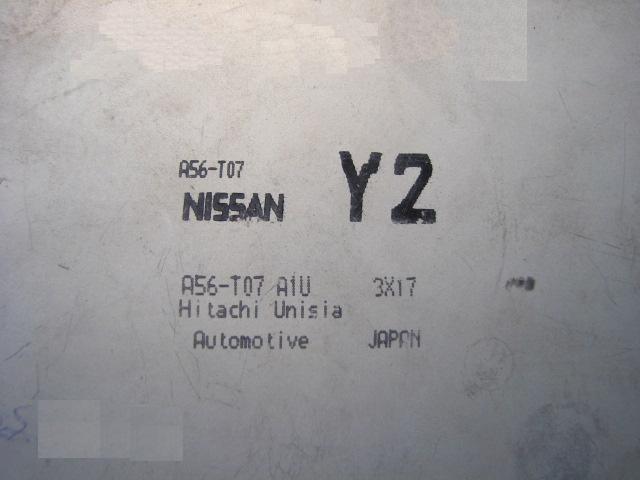 A56-T07
NISSAN Y2
A56-T07 A1U 3X17
Hitachi Unisia
Automotive JAPAN